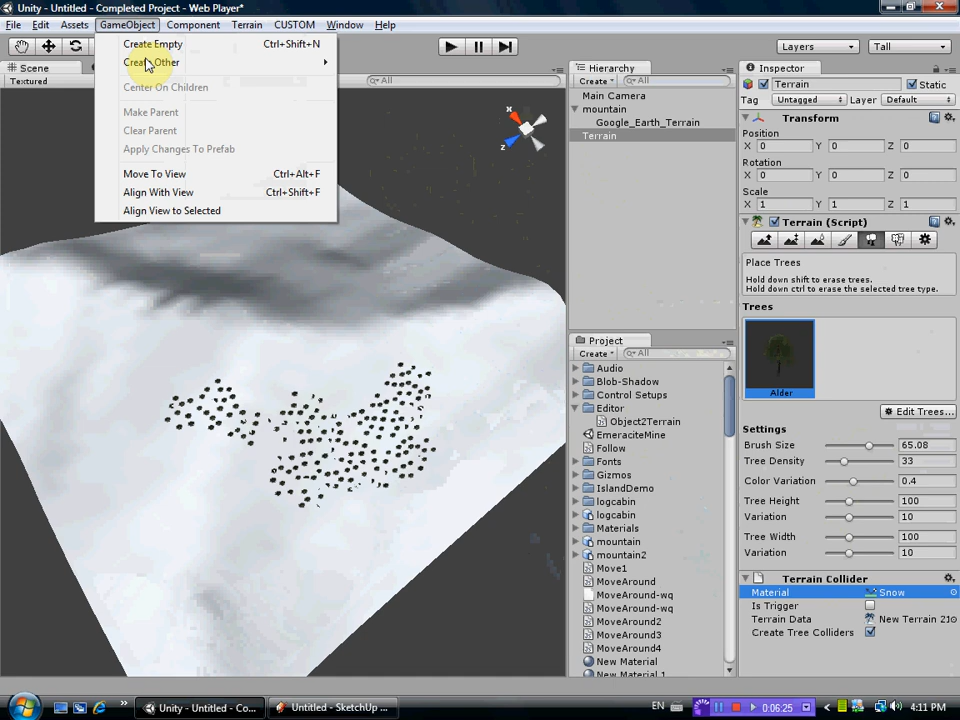 Unity - Untitled - Completed Project - Web Player*
File Edit Assets GameObject Component Terrain CUSTOM Window Help
Create Empty Ctrl+Shift+N
Create Other
Center On Children
Make Parent
Clear Parent
Apply Changes To Prefab
Move To View Ctrl+Alt+F
Align With View Ctrl+Shift+F
Align View to Selected
Layers Tall
Scene
Textured
All
x
z
Hierarchy
Create All
Main Camera
mountain
Google_Earth_Terrain
Terrain
Project
Create All
Audio
Blob-Shadow
Control Setups
Editor
Object2Terrain
EmeraciteMine
Follow
Fonts
Gizmos
IslandDemo
logcabin
logcabin
Materials
mountain
mountain2
Move1
MoveAround
MoveAround-wq
MoveAround-wq
MoveAround2
MoveAround3
MoveAround4
New Material
New Material 1
Inspector
Terrain Static
Tag Untagged Layer Default
Transform
Position
X 0 Y 0 Z 0
Rotation
X 0 Y 0 Z 0
Scale
X 1 Y 1 Z 1
Terrain (Script)
Place Trees
Hold down shift to erase trees.
Hold down ctrl to erase the selected tree type.
Trees
Alder
Edit Trees...
Settings
Brush Size 65.08
Tree Density 33
Color Variation 0.4
Tree Height 100
Variation 10
Tree Width 100
Variation 10
Terrain Collider
Material Snow
Is Trigger
Terrain Data New Terrain 21
Create Tree Colliders
Unity - Untitled - Co... Untitled - SketchUp ... EN 0:06:25 4:11 PM